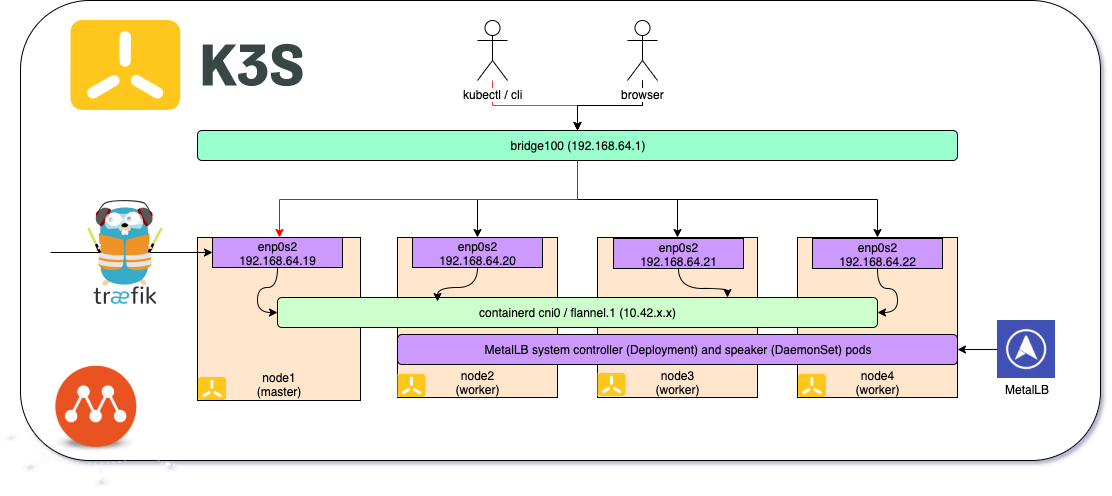 K3S
kubectl / cli
browser
bridge100 (192.168.64.1)
enp0s2
192.168.64.19
enp0s2
192.168.64.20
enp0s2
192.168.64.21
enp0s2
192.168.64.22
træfik
containerd cni0 / flannel.1 (10.42.x.x)
MetalLB system controller (Deployment) and speaker (DaemonSet) pods
node1
(master)
node2
(worker)
node3
(worker)
node4
(worker)
MetalLB